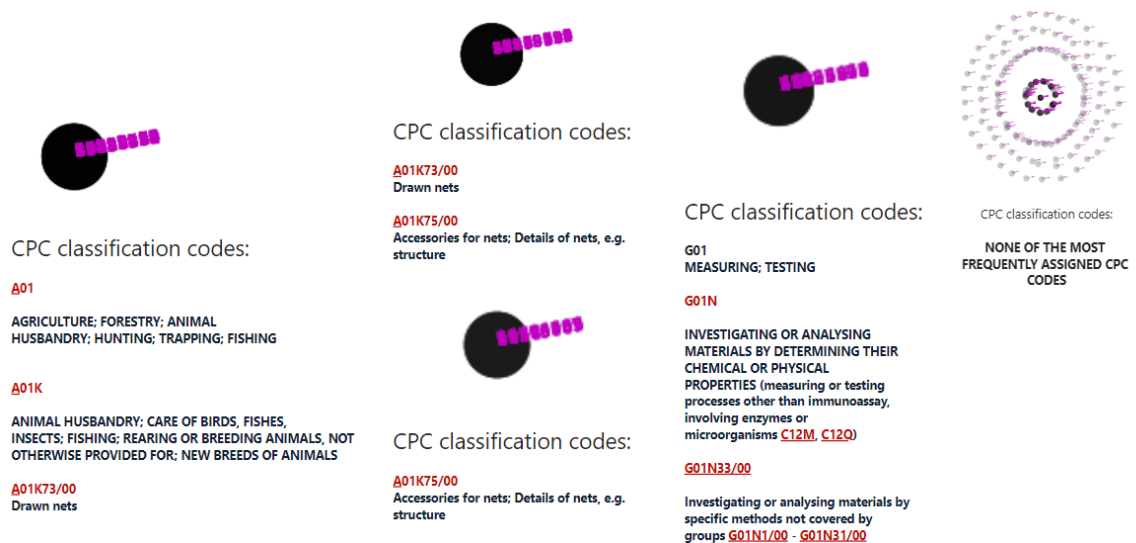 CPC classification codes:
A01
AGRICULTURE; FORESTRY; ANIMAL
HUSBANDRY; HUNTING; TRAPPING; FISHING
A01K
ANIMAL HUSBANDRY; CARE OF BIRDS, FISHES,
INSECTS; FISHING; REARING OR BREEDING ANIMALS, NOT
OTHERWISE PROVIDED FOR; NEW BREEDS OF ANIMALS
A01K73/00
Drawn nets
CPC classification codes:
A01K73/00
Drawn nets
A01K75/00
Accessories for nets; Details of nets, e.g.
structure
CPC classification codes:
A01K75/00
Accessories for nets; Details of nets, e.g.
structure
CPC classification codes:
G01
MEASURING; TESTING
G01N
INVESTIGATING OR ANALYSING
MATERIALS BY DETERMINING THEIR
CHEMICAL OR PHYSICAL
PROPERTIES (measuring or testing
processes other than immunoassay,
involving enzymes or
microorganisms C12M, C12Q)
G01N33/00
Investigating or analysing materials by
specific methods not covered by
groups G01N1/00 - G01N31/00
CPC classification codes:
NONE OF THE MOST
FREQUENTLY ASSIGNED CPC
CODES